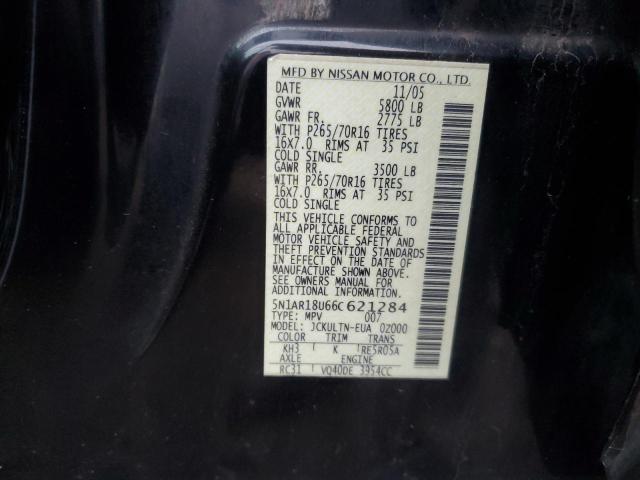 MFD BY NISSAN MOTOR CO., LTD.
DATE 11/05
GVWR 5800 LB
GAWR FR. 2775 LB
WITH P265/70R16 TIRES
16X7.0 RIMS AT 35 PSI
COLD SINGLE
GAWR RR. 3500 LB
WITH P265/70R16 TIRES
16X7.0 RIMS AT 35 PSI
COLD SINGLE
THIS VEHICLE CONFORMS TO
ALL APPLICABLE FEDERAL
MOTOR VEHICLE SAFETY AND
THEFT PREVENTION STANDARDS
IN EFFECT ON THE DATE OF
MANUFACTURE SHOWN ABOVE.
SEE OWNERS MANUAL FOR
ADDITIONAL INFORMATION.
5N1AR18U66C621284
TYPE: MPV 007
MODEL: JCKULTN-EUA 02000
COLOR TRIM TRANS
KH3 K RE5R05A
AXLE ENGINE
RC31 VQ40DE 3954CC